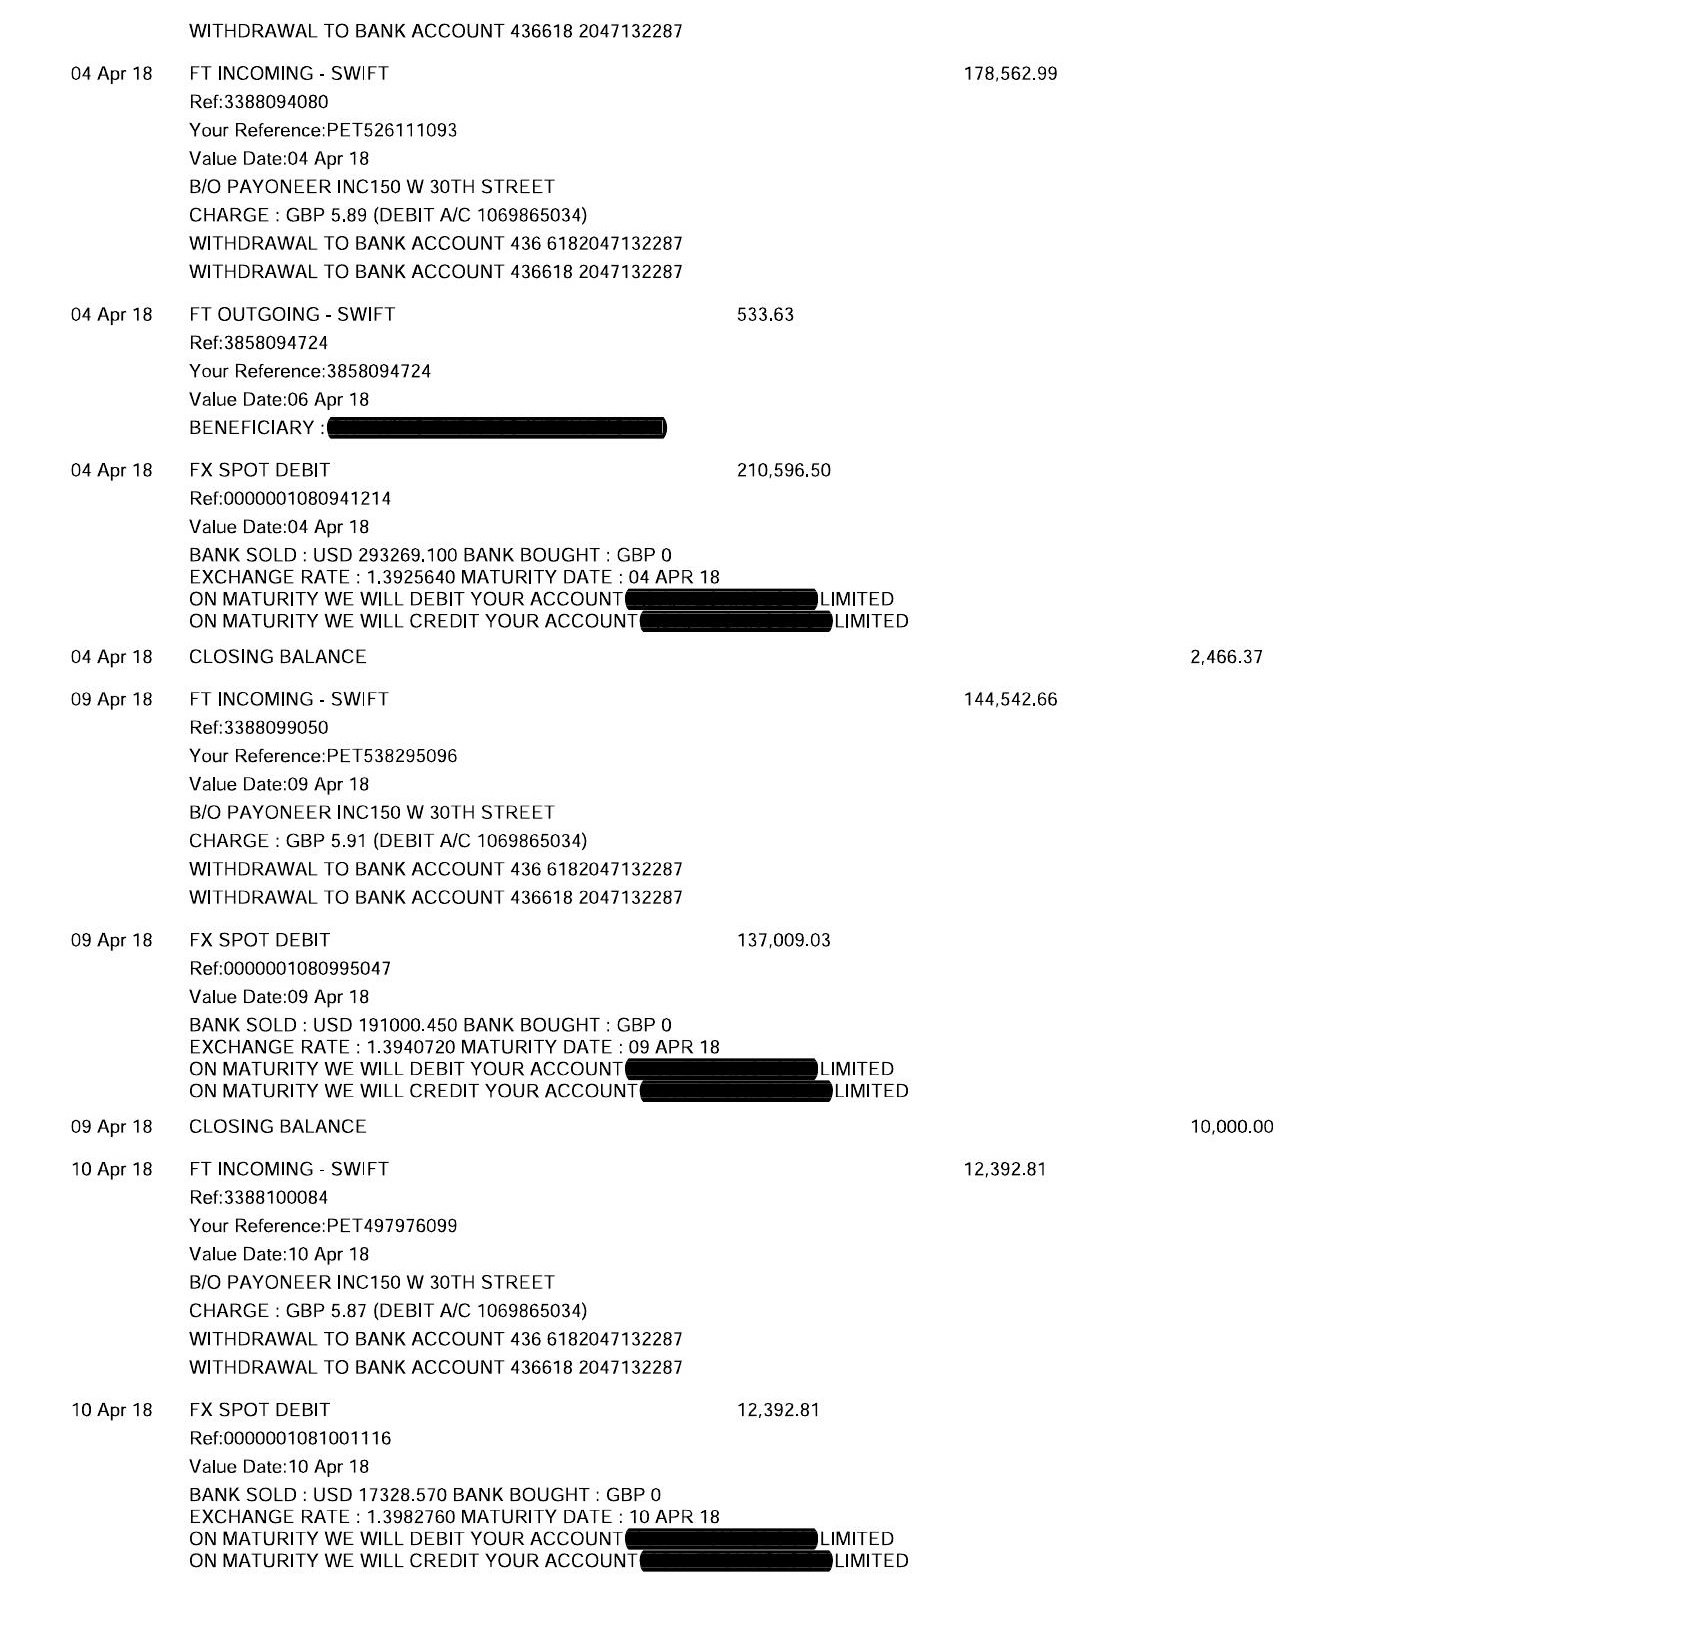 WITHDRAWAL TO BANK ACCOUNT 436618 2047132287
04 Apr 18 FT INCOMING - SWIFT 178,562.99
Ref:3388094080
Your Reference:PET526111093
Value Date:04 Apr 18
B/O PAYONEER INC150 W 30TH STREET
CHARGE : GBP 5.89 (DEBIT A/C 1069865034)
WITHDRAWAL TO BANK ACCOUNT 436 6182047132287
WITHDRAWAL TO BANK ACCOUNT 436618 2047132287
04 Apr 18 FT OUTGOING - SWIFT 533.63
Ref:3858094724
Your Reference:3858094724
Value Date:06 Apr 18
BENEFICIARY :
04 Apr 18 FX SPOT DEBIT 210,596.50
Ref:0000001080941214
Value Date:04 Apr 18
BANK SOLD : USD 293269.100 BANK BOUGHT : GBP 0
EXCHANGE RATE : 1.3925640 MATURITY DATE : 04 APR 18
ON MATURITY WE WILL DEBIT YOUR ACCOUNT LIMITED
ON MATURITY WE WILL CREDIT YOUR ACCOUNT LIMITED
04 Apr 18 CLOSING BALANCE 2,466.37
09 Apr 18 FT INCOMING - SWIFT 144,542.66
Ref:3388099050
Your Reference:PET538295096
Value Date:09 Apr 18
B/O PAYONEER INC150 W 30TH STREET
CHARGE : GBP 5.91 (DEBIT A/C 1069865034)
WITHDRAWAL TO BANK ACCOUNT 436 6182047132287
WITHDRAWAL TO BANK ACCOUNT 436618 2047132287
09 Apr 18 FX SPOT DEBIT 137,009.03
Ref:0000001080995047
Value Date:09 Apr 18
BANK SOLD : USD 191000.450 BANK BOUGHT : GBP 0
EXCHANGE RATE : 1.3940720 MATURITY DATE : 09 APR 18
ON MATURITY WE WILL DEBIT YOUR ACCOUNT LIMITED
ON MATURITY WE WILL CREDIT YOUR ACCOUNT LIMITED
09 Apr 18 CLOSING BALANCE 10,000.00
10 Apr 18 FT INCOMING - SWIFT 12,392.81
Ref:3388100084
Your Reference:PET497976099
Value Date:10 Apr 18
B/O PAYONEER INC150 W 30TH STREET
CHARGE : GBP 5.87 (DEBIT A/C 1069865034)
WITHDRAWAL TO BANK ACCOUNT 436 6182047132287
WITHDRAWAL TO BANK ACCOUNT 436618 2047132287
10 Apr 18 FX SPOT DEBIT 12,392.81
Ref:0000001081001116
Value Date:10 Apr 18
BANK SOLD : USD 17328.570 BANK BOUGHT : GBP 0
EXCHANGE RATE : 1.3982760 MATURITY DATE : 10 APR 18
ON MATURITY WE WILL DEBIT YOUR ACCOUNT LIMITED
ON MATURITY WE WILL CREDIT YOUR ACCOUNT LIMITED